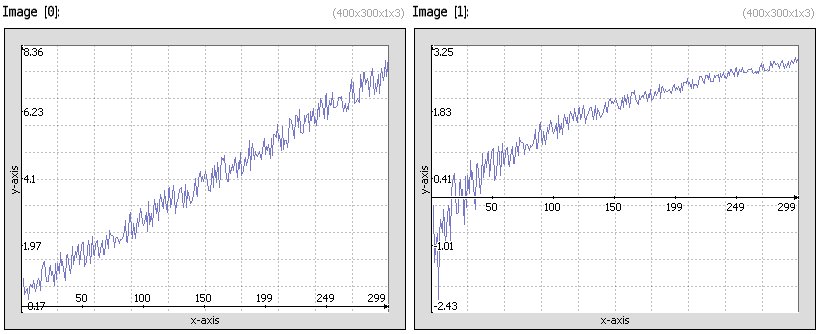 Image [0]:
(400x300x1x3)
8.36
6.23
4.1
1.97
0.17
50
100
150
199
249
299
y-axis
x-axis
Image [1]:
(400x300x1x3)
3.25
1.83
0.41
-1.01
-2.43
50
100
150
199
249
299
y-axis
x-axis